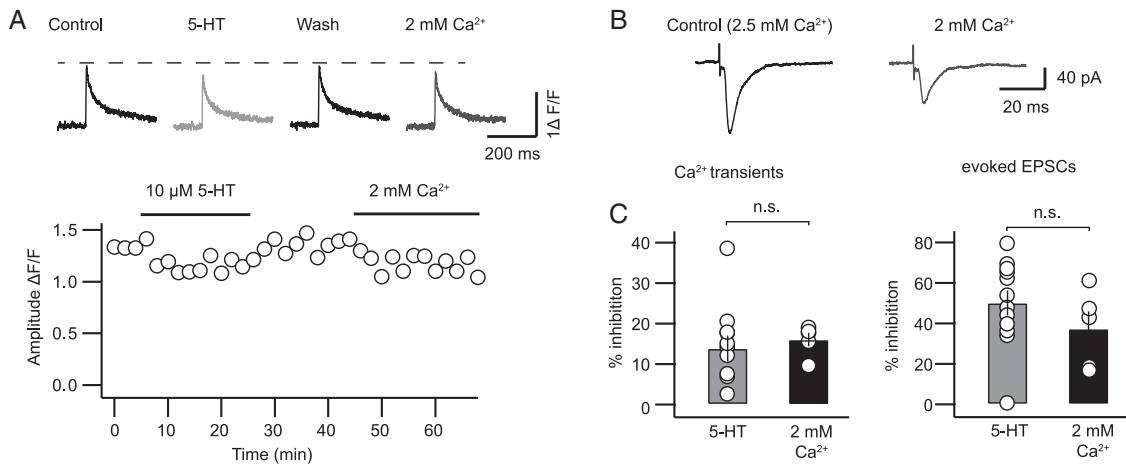 A
Control 5-HT Wash 2 mM Ca²⁺
1Δ F/F
200 ms
10 µM 5-HT 2 mM Ca²⁺
1.5
1.0
0.5
0.0
Amplitude ΔF/F
0 10 20 30 40 50 60
Time (min)
B
Control (2.5 mM Ca²⁺) 2 mM Ca²⁺
40 pA
20 ms
C
Ca²⁺ transients
n.s.
40
30
20
10
0
% inhibititon
5-HT 2 mM
Ca²⁺
evoked EPSCs
n.s.
80
60
40
20
0
% inhibititon
5-HT 2 mM
Ca²⁺